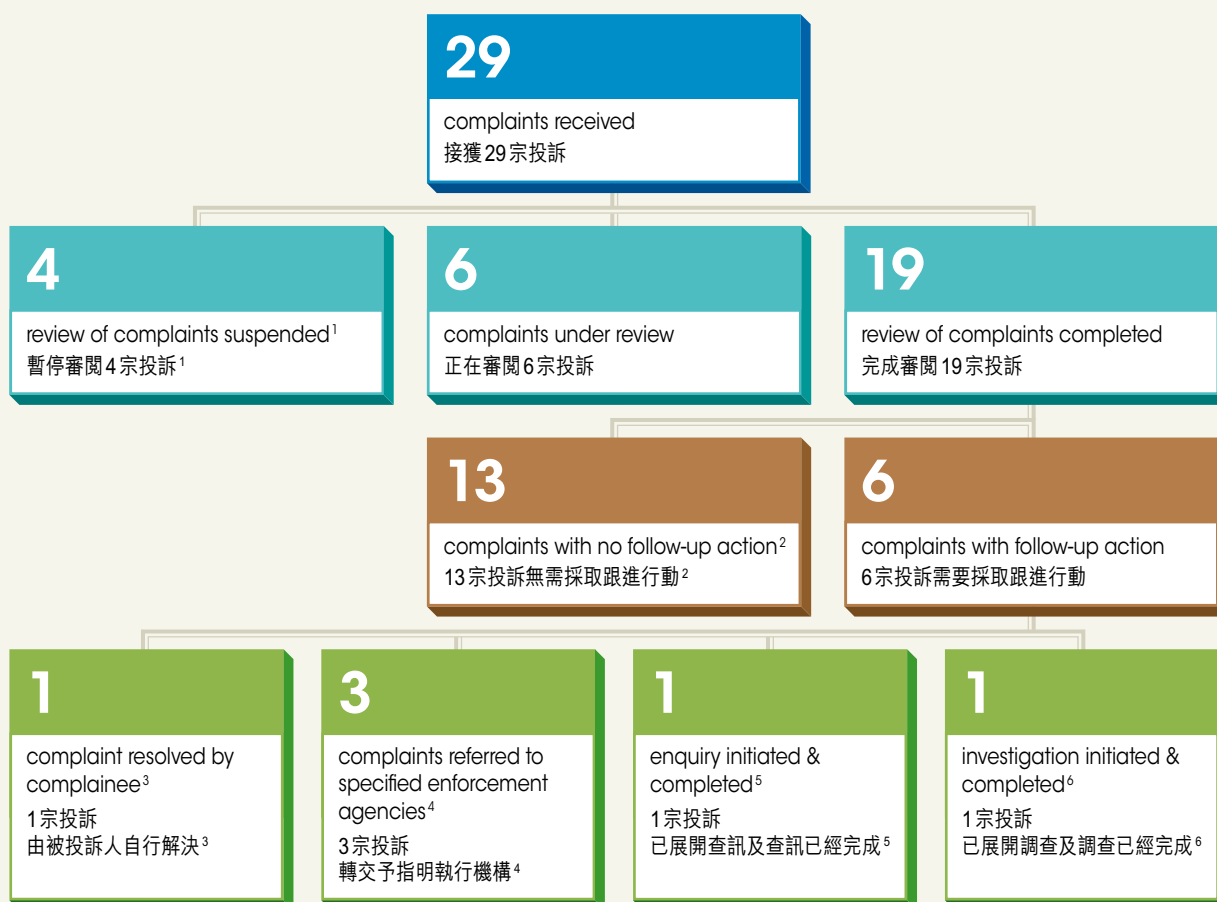 29
complaints received
接獲29宗投訴
4
review of complaints suspended¹
暫停審閱4宗投訴¹
6
complaints under review
正在審閱6宗投訴
19
review of complaints completed
完成審閱19宗投訴
13
complaints with no follow-up action²
13宗投訴無需採取跟進行動²
6
complaints with follow-up action
6宗投訴需要採取跟進行動
1
complaint resolved by
complainee³
1宗投訴
由被投訴人自行解決³
3
complaints referred to
specified enforcement
agencies⁴
3宗投訴
轉交予指明執行機構⁴
1
enquiry initiated &
completed⁵
1宗投訴
已展開查訊及查訊已經完成⁵
1
investigation initiated &
completed⁶
1宗投訴
已展開調查及調查已經完成⁶